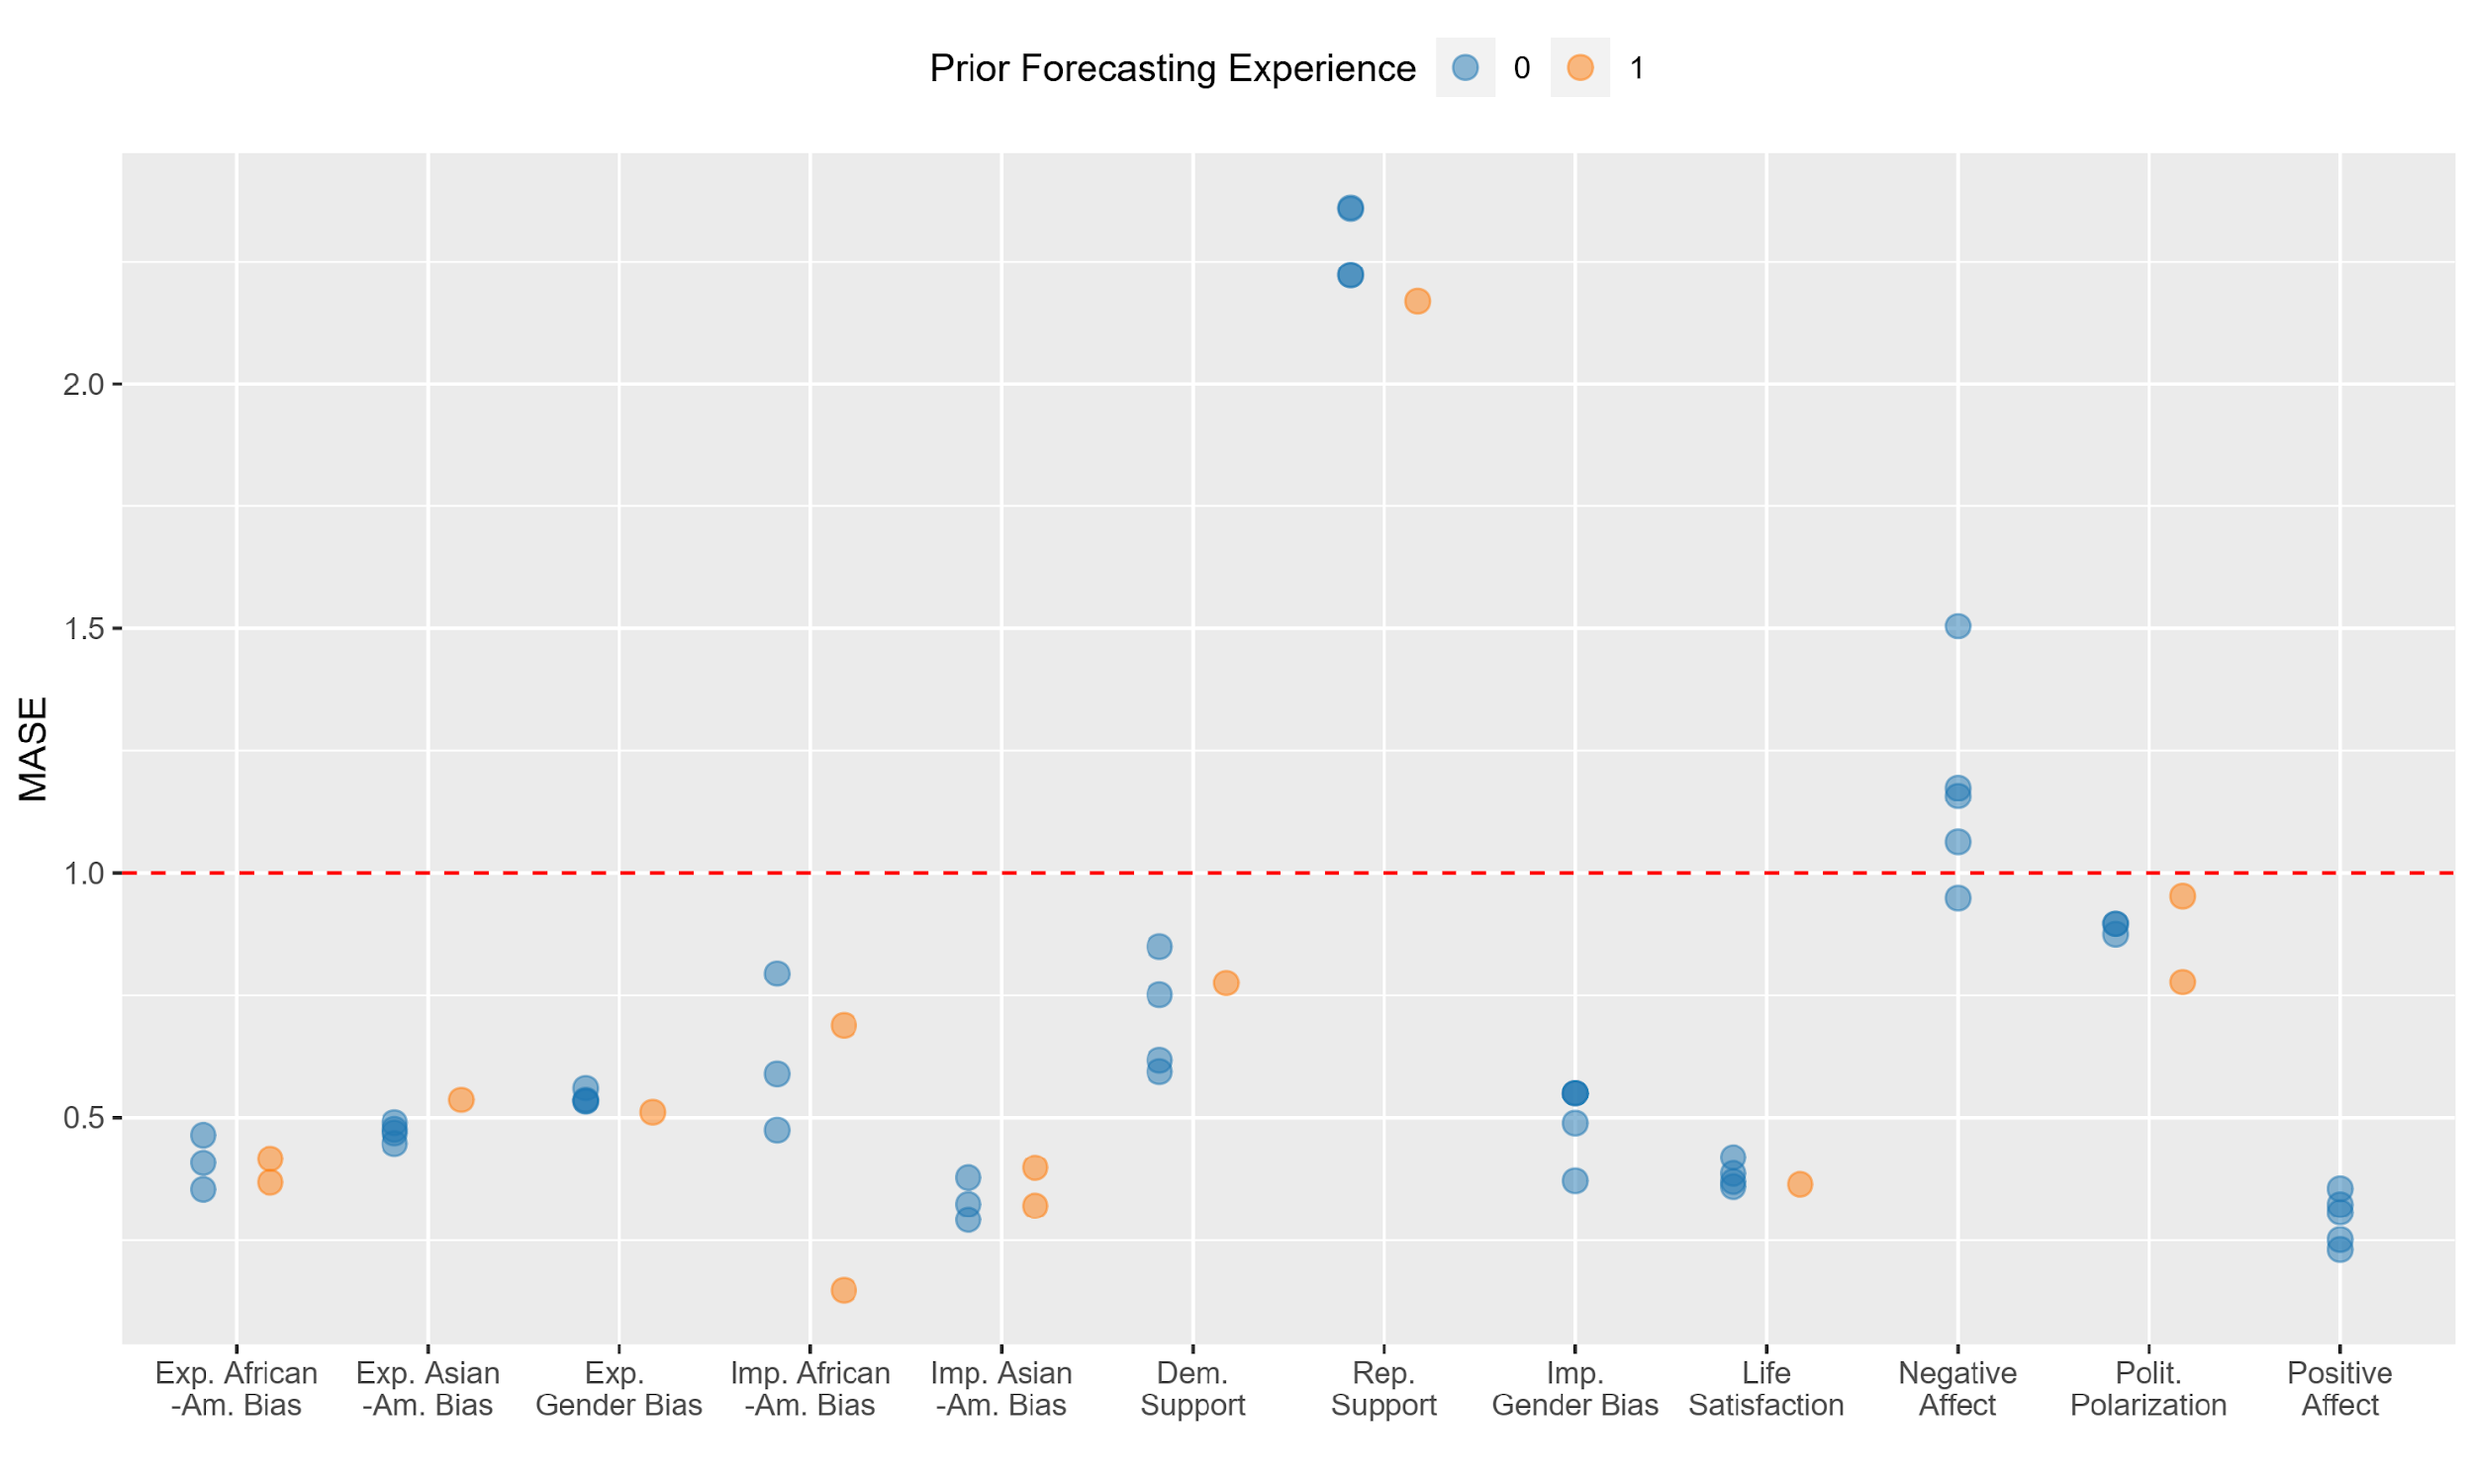 Prior Forecasting Experience 0 1
MASE
2.0
1.5
1.0
0.5
Exp. African
-Am. Bias
Exp. Asian
-Am. Bias
Exp.
Gender Bias
Imp. African
-Am. Bias
Imp. Asian
-Am. Bias
Dem.
Support
Rep.
Support
Imp.
Gender Bias
Life
Satisfaction
Negative
Affect
Polit.
Polarization
Positive
Affect